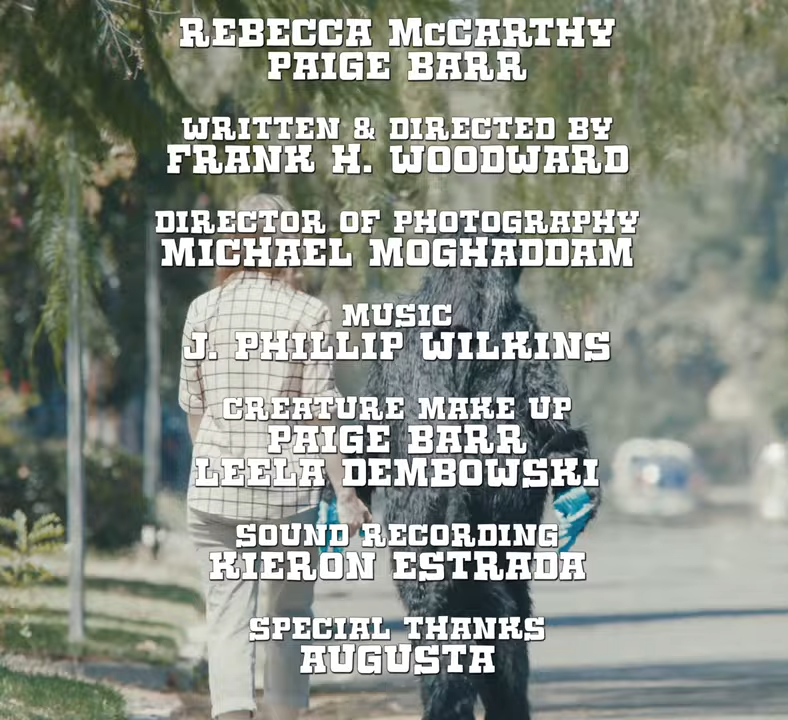 REBECCA McCARTHY
PAIGE BARR
WRITTEN & DIRECTED BY
FRANK H. WOODWARD
DIRECTOR OF PHOTOGRAPHY
MICHAEL MOGHADDAM
MUSIC
J. PHILLIP WILKINS
CREATURE MAKE UP
PAIGE BARR
LEELA DEMBOWSKI
SOUND RECORDING
KIERON ESTRADA
SPECIAL THANKS
AUGUSTA